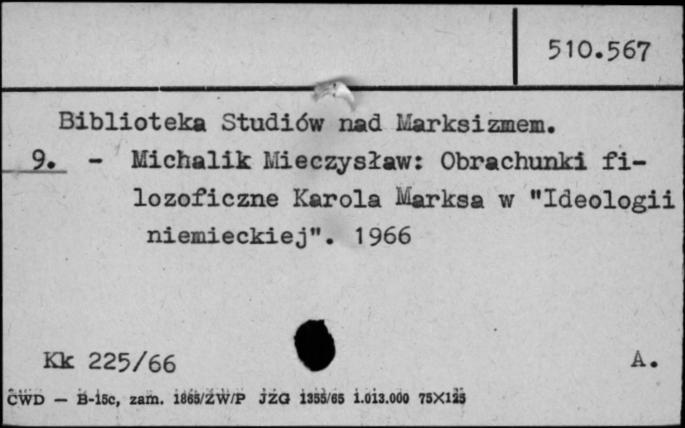 510.567
Biblioteka Studiów nad Marksizmem.
9. - Michalik Mieczysław: Obrachunki fi-
lozoficzne Karola Marksa w "Ideologii
niemieckiej". 1966
Kk 225/66 A.
CWD — B-15c, zam. 1865/ZW/P JZG 1355/65 1.013.000 75X125